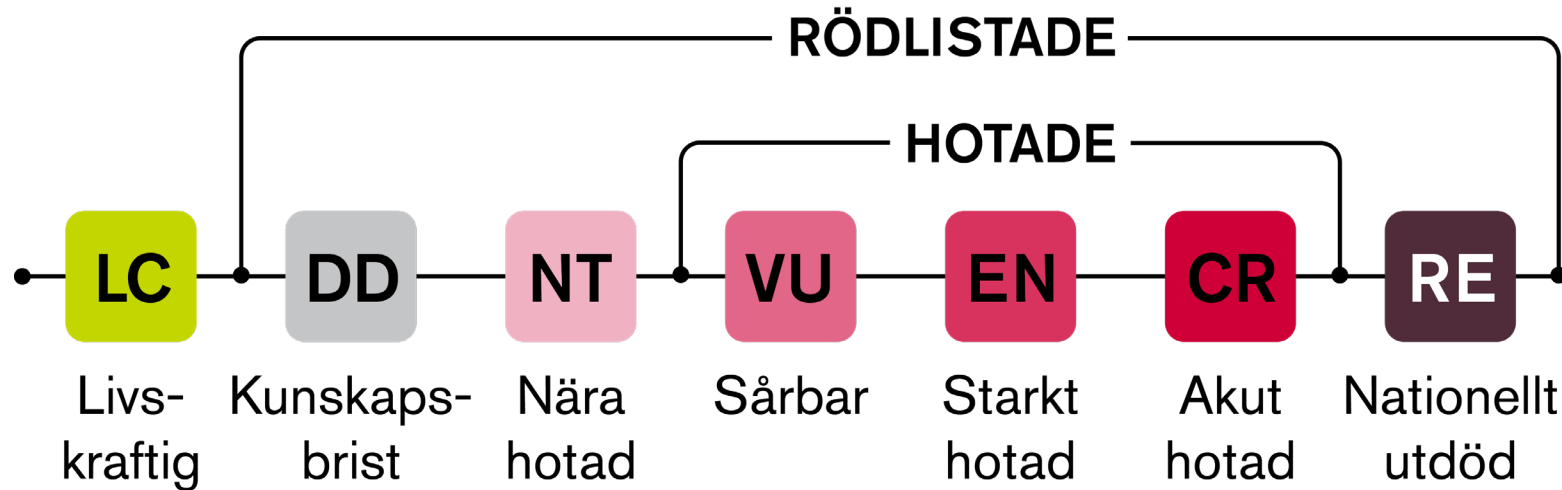 RÖDLISTADE
HOTADE
LC DD NT VU EN CR RE
Livs- Kunskaps- Nära Sårbar Starkt Akut Nationellt
kraftig brist hotad hotad hotad utdöd